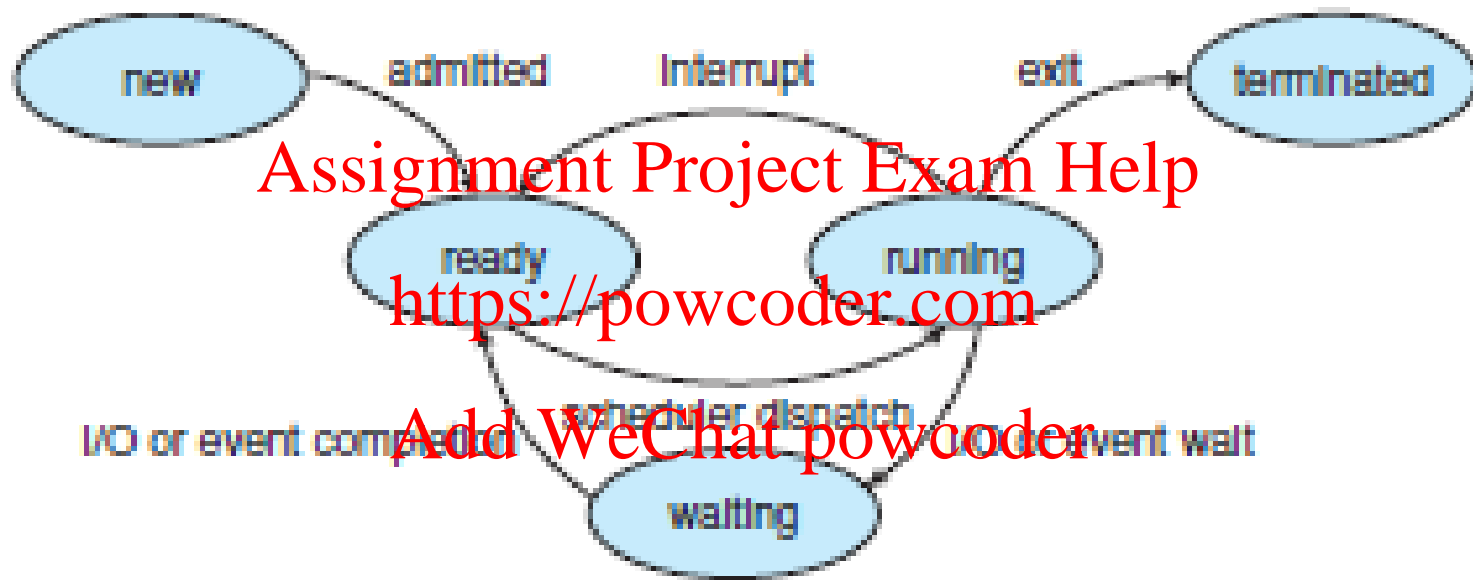 new
admitted
Interrupt
exit
terminated
Assignment Project Exam Help
ready
running
https://powcoder.com
scheduler dispatch
I/O or event completion
I/O or event wait
Add WeChat powcoder
waiting